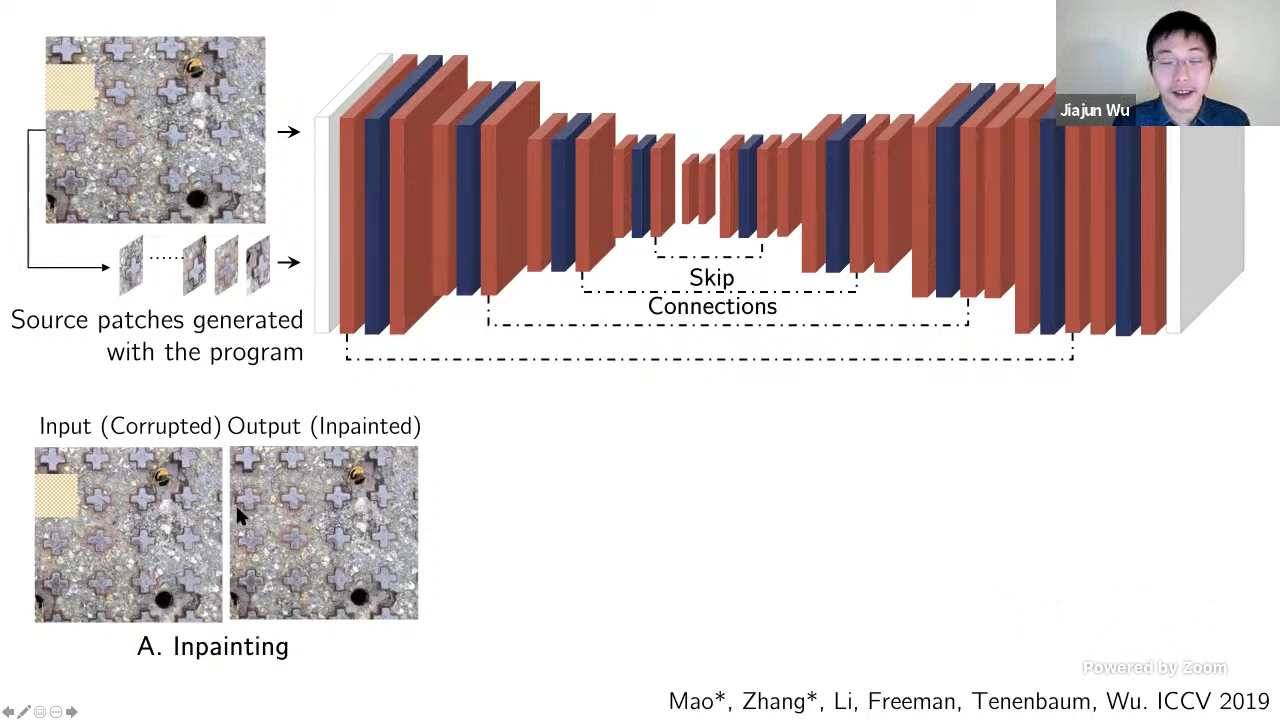 Jiajun Wu
Skip
Connections
Source patches generated
with the program
Input (Corrupted) Output (Inpainted)
A. Inpainting
Powered by Zoom
Mao*, Zhang*, Li, Freeman, Tenenbaum, Wu. ICCV 2019